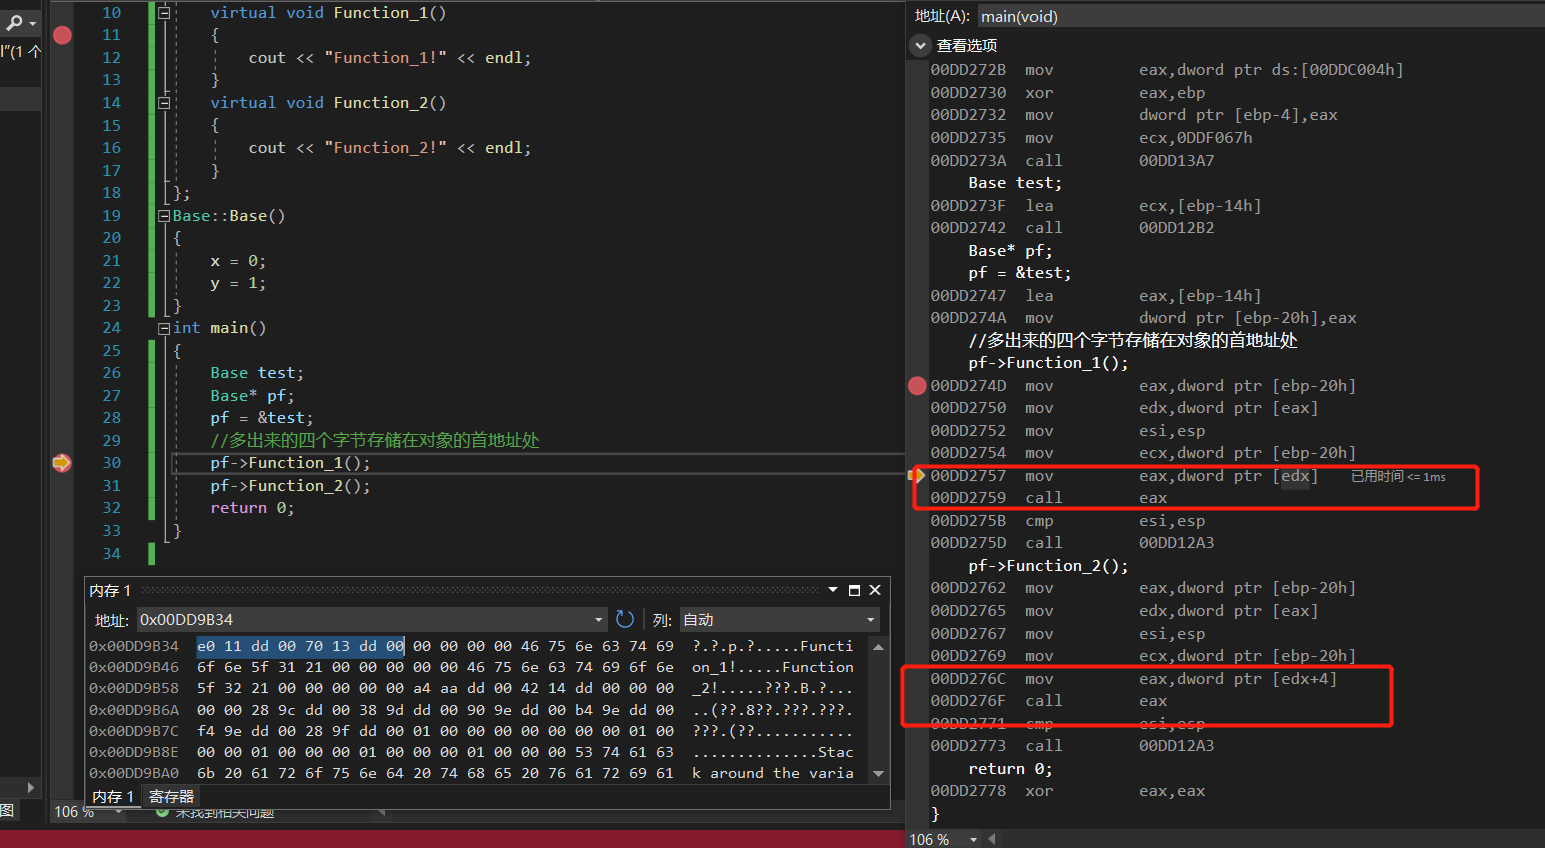 l”(1 个
10 virtual void Function_1()
11 {
12 cout << "Function_1!" << endl;
13 }
14 virtual void Function_2()
15 {
16 cout << "Function_2!" << endl;
17 }
18 };
19 Base::Base()
20 {
21 x = 0;
22 y = 1;
23 }
24 int main()
25 {
26 Base test;
27 Base* pf;
28 pf = &test;
29 //多出来的四个字节存储在对象的首地址处
30 pf->Function_1();
31 pf->Function_2();
32 return 0;
33 }
34
内存 1
地址: 0x00DD9B34 列: 自动
0x00DD9B34 e0 11 dd 00 70 13 dd 00 00 00 00 00 46 75 6e 63 74 69 ?.?.p.?.....Functi
0x00DD9B46 6f 6e 5f 31 21 00 00 00 00 00 46 75 6e 63 74 69 6f 6e on_1!.....Function
0x00DD9B58 5f 32 21 00 00 00 00 00 a4 aa dd 00 42 14 dd 00 00 00 _2!.....???.B.?...
0x00DD9B6A 00 00 28 9c dd 00 38 9d dd 00 90 9e dd 00 b4 9e dd 00 ..(??.8??.???.???.
0x00DD9B7C f4 9e dd 00 28 9f dd 00 01 00 00 00 00 00 00 00 01 00 ???.(??...........
0x00DD9B8E 00 00 01 00 00 00 01 00 00 00 01 00 00 00 53 74 61 63 ..............Stac
0x00DD9BA0 6b 20 61 72 6f 75 6e 64 20 74 68 65 20 76 61 72 69 61 k around the varia
内存 1 寄存器
图
106 % 未找到相关问题
地址(A): main(void)
查看选项
00DD272B mov eax,dword ptr ds:[00DDC004h]
00DD2730 xor eax,ebp
00DD2732 mov dword ptr [ebp-4],eax
00DD2735 mov ecx,0DDF067h
00DD273A call 00DD13A7
Base test;
00DD273F lea ecx,[ebp-14h]
00DD2742 call 00DD12B2
Base* pf;
pf = &test;
00DD2747 lea eax,[ebp-14h]
00DD274A mov dword ptr [ebp-20h],eax
//多出来的四个字节存储在对象的首地址处
pf->Function_1();
00DD274D mov eax,dword ptr [ebp-20h]
00DD2750 mov edx,dword ptr [eax]
00DD2752 mov esi,esp
00DD2754 mov ecx,dword ptr [ebp-20h]
00DD2757 mov eax,dword ptr [edx] 已用时间 <= 1ms
00DD2759 call eax
00DD275B cmp esi,esp
00DD275D call 00DD12A3
pf->Function_2();
00DD2762 mov eax,dword ptr [ebp-20h]
00DD2765 mov edx,dword ptr [eax]
00DD2767 mov esi,esp
00DD2769 mov ecx,dword ptr [ebp-20h]
00DD276C mov eax,dword ptr [edx+4]
00DD276F call eax
00DD2771 cmp esi,esp
00DD2773 call 00DD12A3
return 0;
00DD2778 xor eax,eax
}
106 %